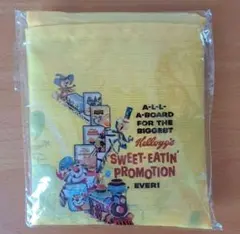 A-L-L-
A-BOARD
FOR THE
BIGGEST
Kellogg's
SWEET-EATIN'
PROMOTION
EVER!